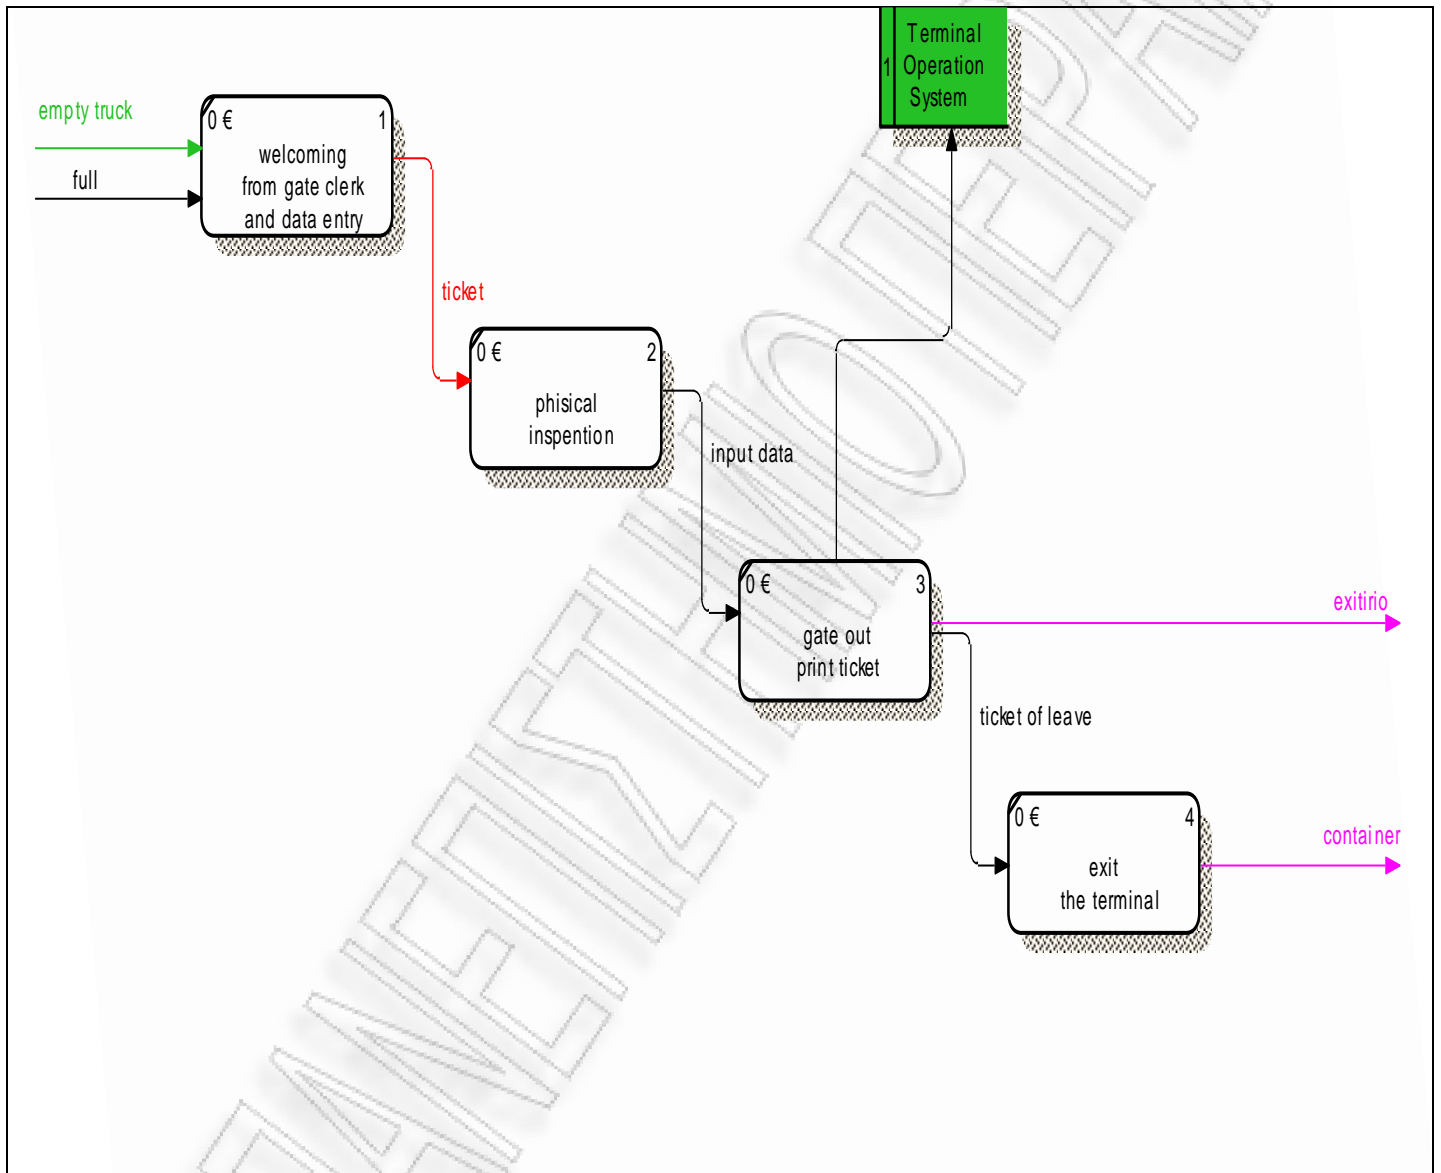 Terminal
Operation
System
1
empty truck
full
0 €
1
welcoming
from gate clerk
and data entry
ticket
0 €
2
phisical
inspention
input data
0 €
3
gate out
print ticket
exitirio
ticket of leave
0 €
4
exit
the terminal
container